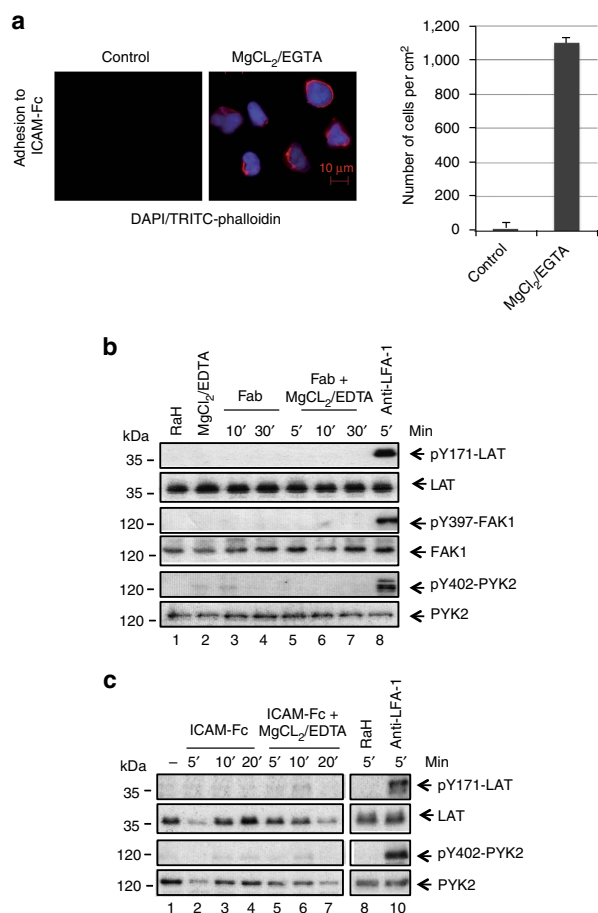 a
Control
MgCL2/EGTA
Adhesion to
ICAM-Fc
10 μm
DAPI/TRITC-phalloidin
Number of cells per cm2
1,200
1,000
800
600
400
200
0
Control
MgCl2/EGTA
b
RaH
MgCl2/EDTA
Fab
Fab +
MgCL2/EDTA
Anti-LFA-1
10′ 30′ 5′ 10′ 30′ 5′ Min
kDa
35 pY171-LAT
35 LAT
120 pY397-FAK1
120 FAK1
120 pY402-PYK2
120 PYK2
1 2 3 4 5 6 7 8
c
ICAM-Fc
ICAM-Fc +
MgCL2/EDTA
RaH
Anti-LFA-1
– 5′ 10′ 20′ 5′ 10′ 20′ 5′ 5′ Min
kDa
35 pY171-LAT
35 LAT
120 pY402-PYK2
120 PYK2
1 2 3 4 5 6 7 8 10